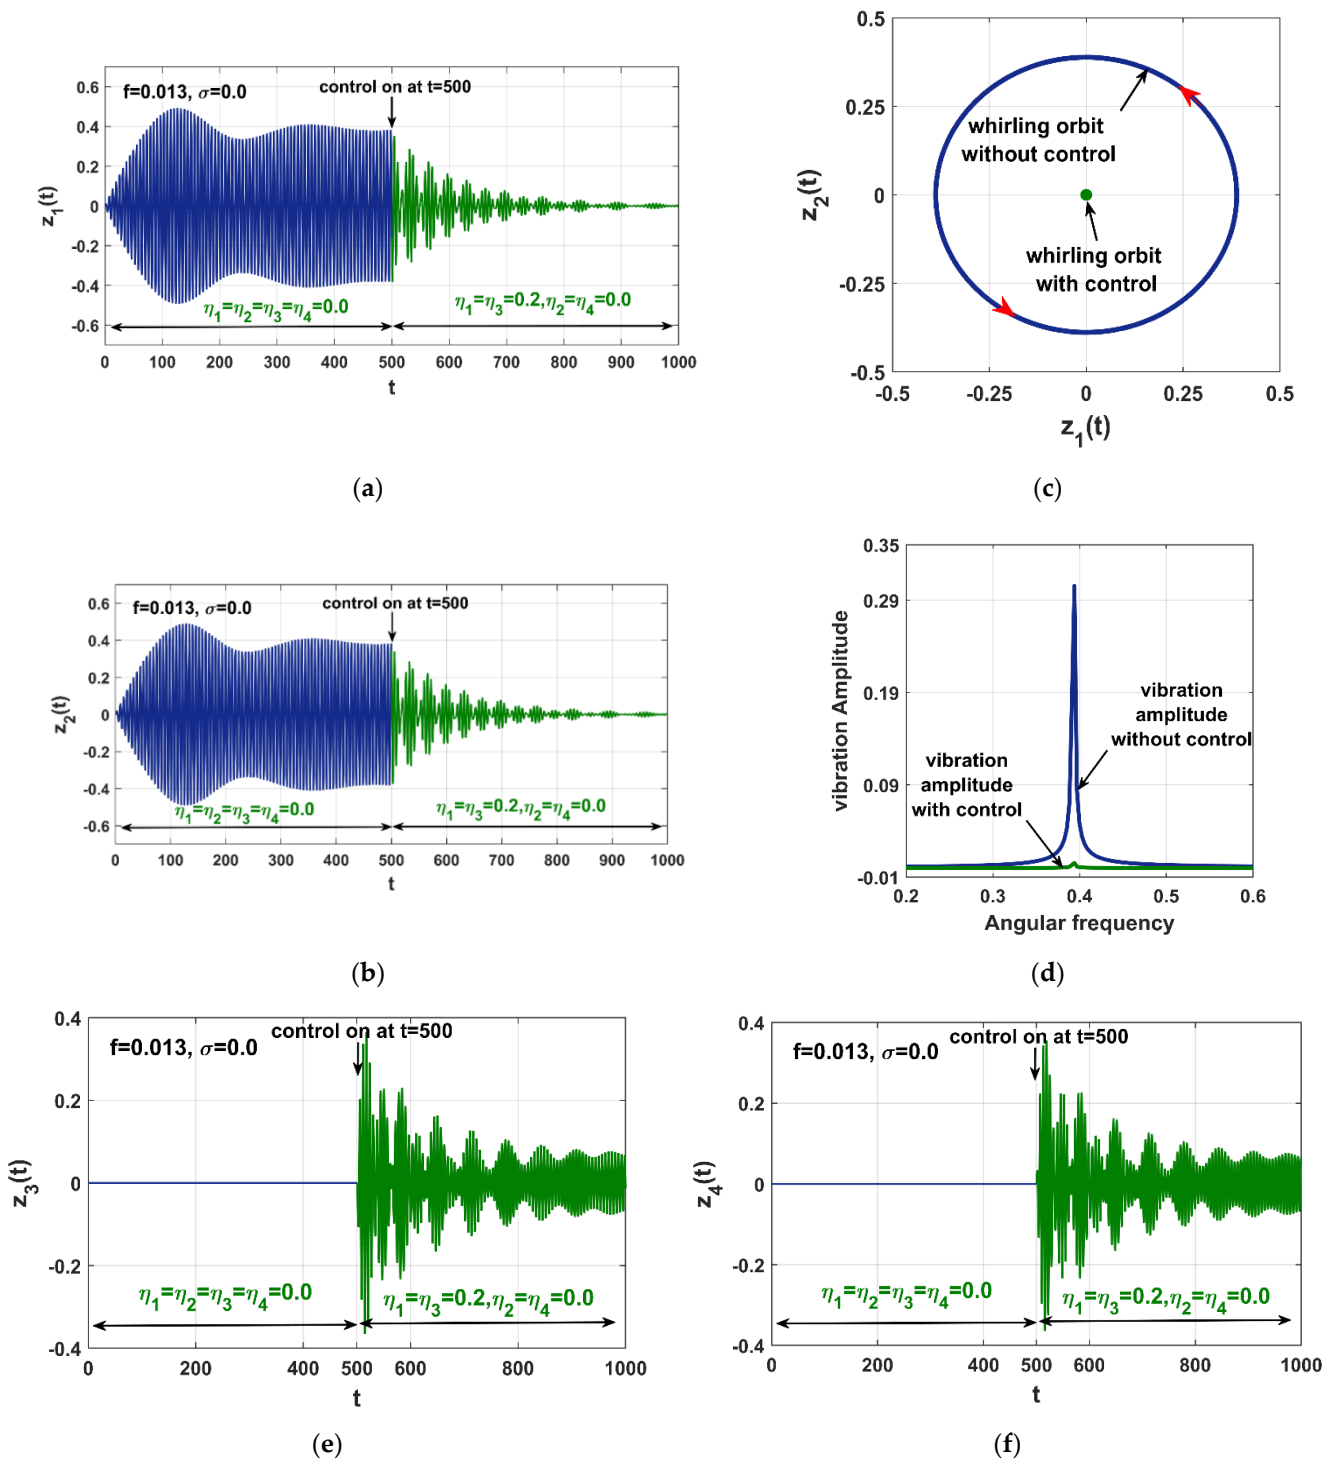 f=0.013, σ=0.0
control on at t=500
z1(t)
0.6
0.4
0.2
0
-0.2
-0.4
-0.6
η1=η2=η3=η4=0.0
η1=η3=0.2,η2=η4=0.0
0 100 200 300 400 500 600 700 800 900 1000
t
(a)
z2(t)
0.5
0.25
0
-0.25
-0.5
whirling orbit
without control
whirling orbit
with control
-0.5 -0.25 0 0.25 0.5
z1(t)
(c)
f=0.013, σ=0.0
control on at t=500
z2(t)
0.6
0.4
0.2
0
-0.2
-0.4
-0.6
η1=η2=η3=η4=0.0
η1=η3=0.2,η2=η4=0.0
0 100 200 300 400 500 600 700 800 900 1000
t
(b)
vibration Amplitude
0.35
0.29
0.19
0.09
-0.01
vibration
amplitude
without control
vibration
amplitude
with control
0.2 0.3 0.4 0.5 0.6
Angular frequency
(d)
f=0.013, σ=0.0
control on at t=500
z3(t)
0.4
0.2
0
-0.2
-0.4
η1=η2=η3=η4=0.0
η1=η3=0.2,η2=η4=0.0
0 200 400 500 600 800 1000
t
(e)
f=0.013, σ=0.0
control on at t=500
z4(t)
0.4
0.2
0
-0.2
-0.4
η1=η2=η3=η4=0.0
η1=η3=0.2,η2=η4=0.0
0 200 400 500 600 800 1000
t
(f)